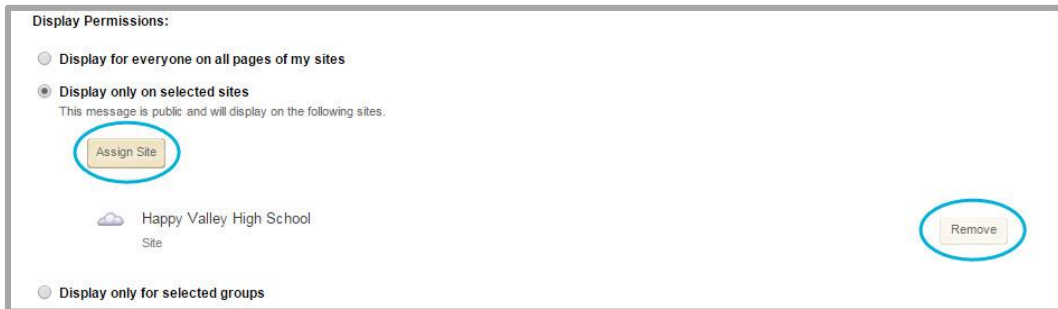 Display Permissions:
Display for everyone on all pages of my sites
Display only on selected sites
This message is public and will display on the following sites.
Assign Site
Happy Valley High School
Remove
Site
Display only for selected groups